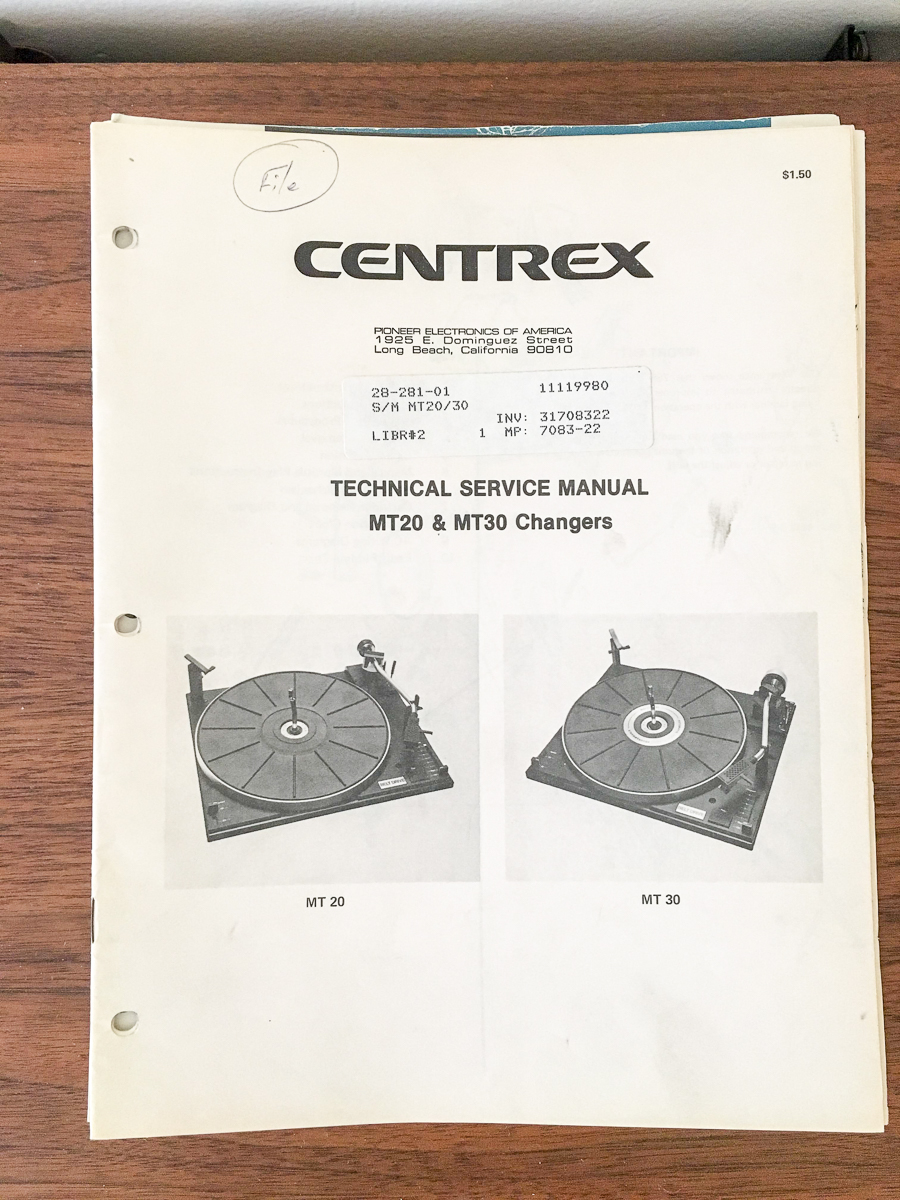 File
$1.50
CENTREX
PIONEER ELECTRONICS OF AMERICA
1925 E. Dominguez Street
Long Beach, California 90810
28-281-01 11119980
S/M MT20/30
INV: 31708322
LIBR#2 1 MP: 7083-22
TECHNICAL SERVICE MANUAL
MT20 & MT30 Changers
BELT DRIVE
MT 20
MT 30